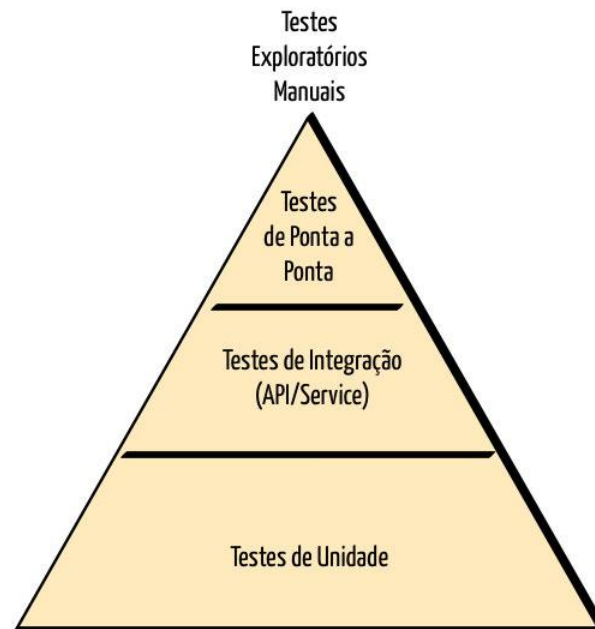 Testes
Exploratórios
Manuais
Testes
de Ponta a
Ponta
Testes de Integração
(API/Service)
Testes de Unidade